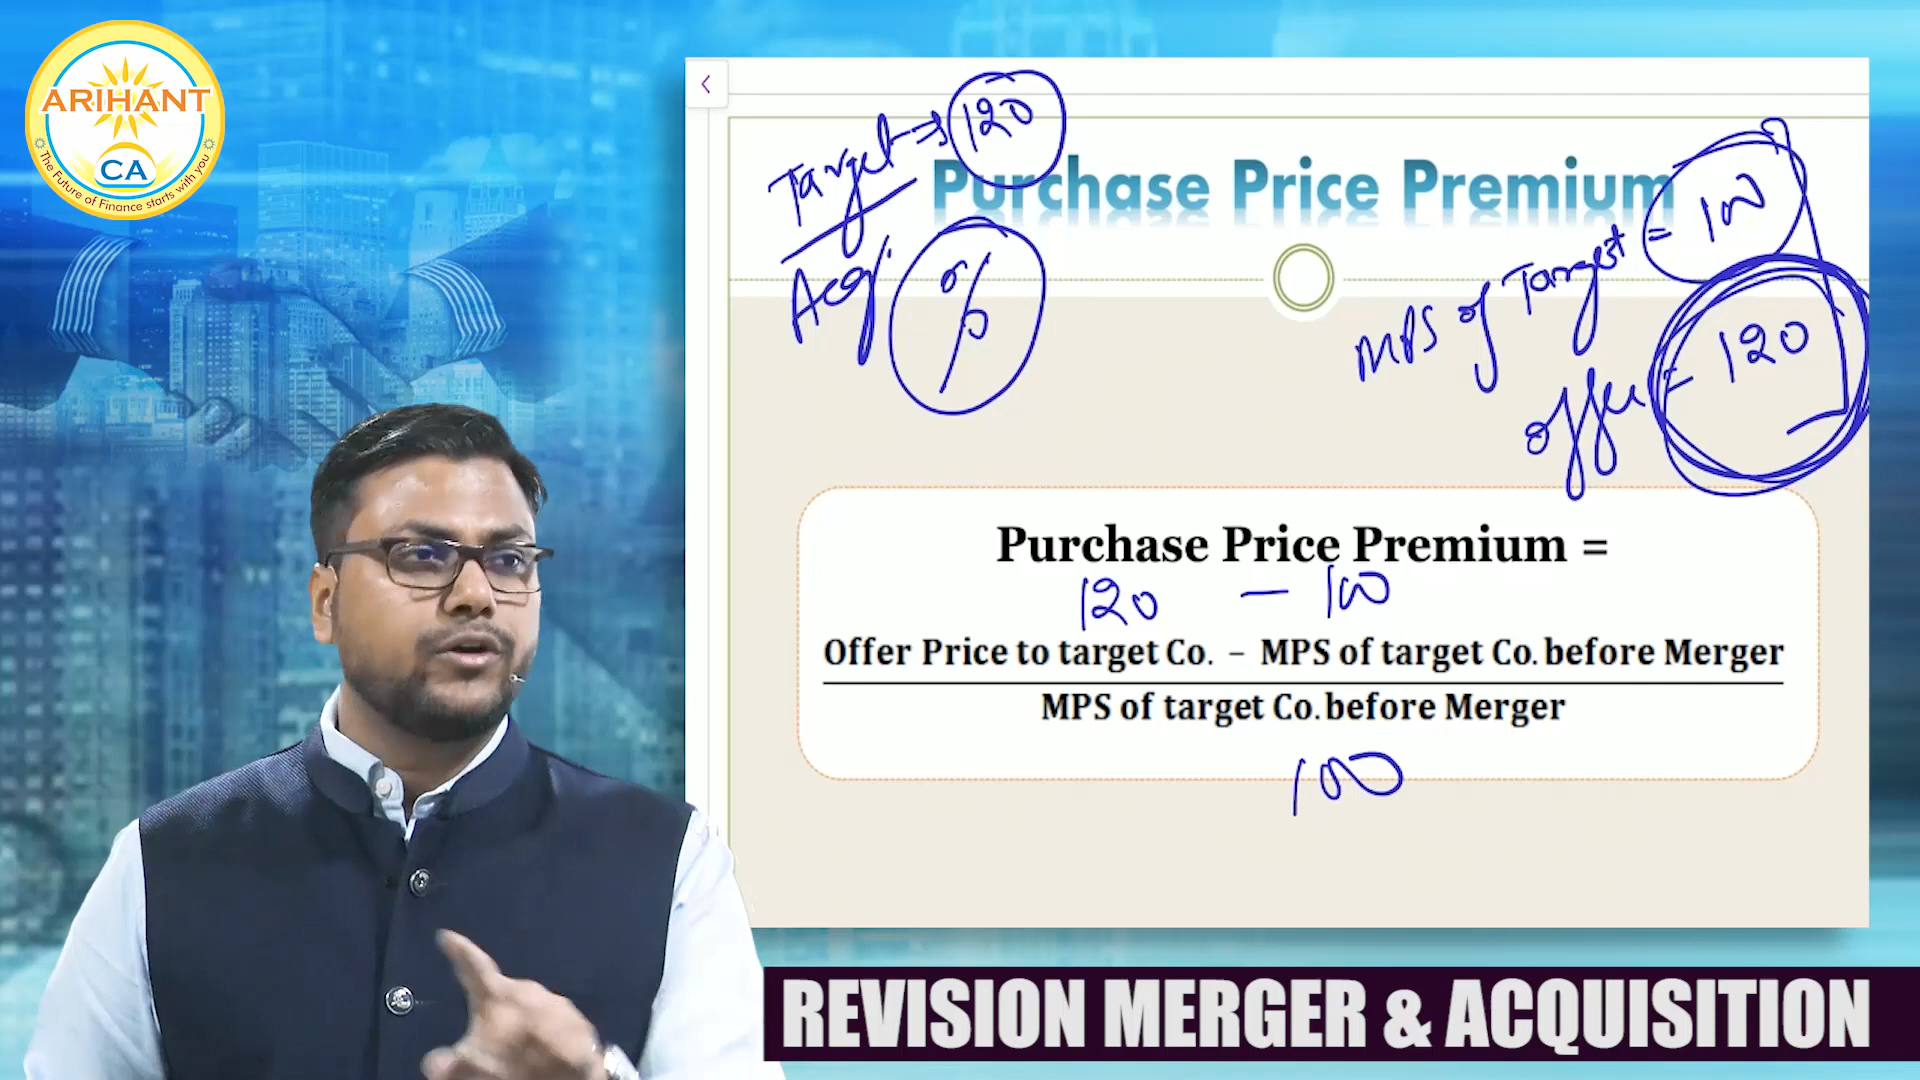 ARIHANT
CA
The Future of Finance starts with you
Target ⇒ 120
Purchase Price Premium
Acq.
%
MPS of Target = 100
offer = 120
Purchase Price Premium =
120 – 100
Offer Price to target Co. – MPS of target Co. before Merger
MPS of target Co. before Merger
100
REVISION MERGER & ACQUISITION